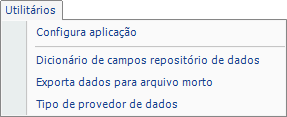 Utilitários
Configura aplicação
Dicionário de campos repositório de dados
Exporta dados para arquivo morto
Tipo de provedor de dados